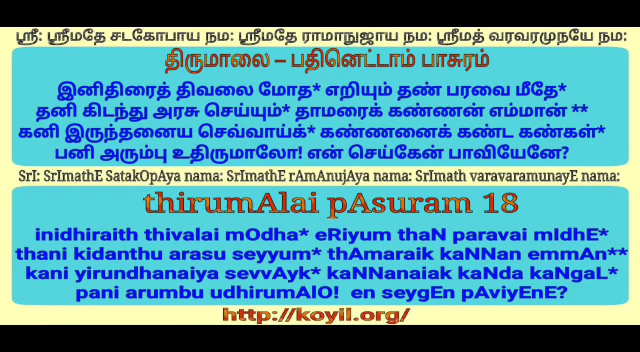 ஸ்ரீ: ஸ்ரீமதே சடகோபாய நம: ஸ்ரீமதே ராமாநுஜாய நம: ஸ்ரீமத் வரவரமுநயே நம:
திருமாலை – பதினெட்டாம் பாசுரம்
இனிதிரைத் திவலை மோத* எறியும் தண் பரவை மீதே*
தனி கிடந்து அரசு செய்யும்* தாமரைக் கண்ணன் எம்மான் **
கனி இருந்தனைய செவ்வாய்க்* கண்ணனைக் கண்ட கண்கள்*
பனி அரும்பு உதிருமாலோ! என் செய்கேன் பாவியேனே?
SrI: SrImathE SatakOpAya nama: SrImathE rAmAnujAya nama: SrImath varavaramunayE nama:
thirumAlai pAsuram 18
inidhiraith thivalai mOdha* eRiyum thaN paravai mIdhE*
thani kidanthu arasu seyyum* thAmaraik kaNNan emmAn**
kani yirundhanaiya sevvAyk* kaNNanaiak kaNda kaNgaL*
pani arumbu udhirumAlO! en seygEn pAviyEnE?
http://koyil.org/